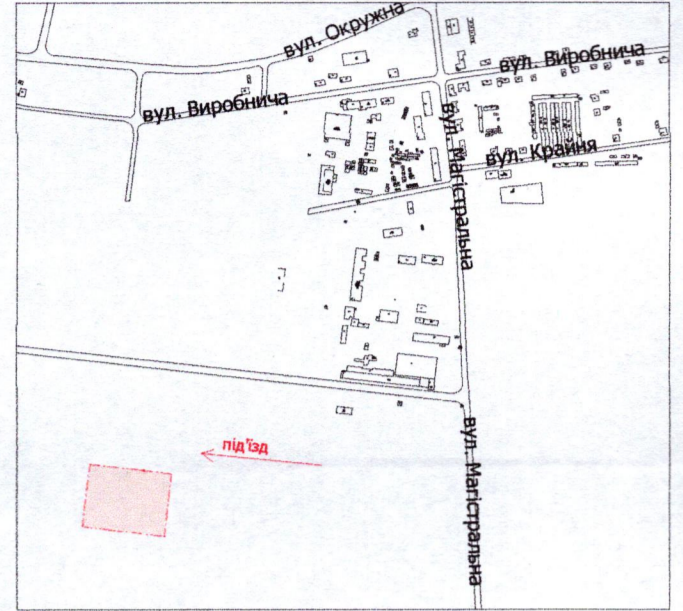 вул. Окружна
вул. Виробнича
вул. Виробнича
вул. Магістральна
вул. Крайня
під'їзд
вул. Магістральна